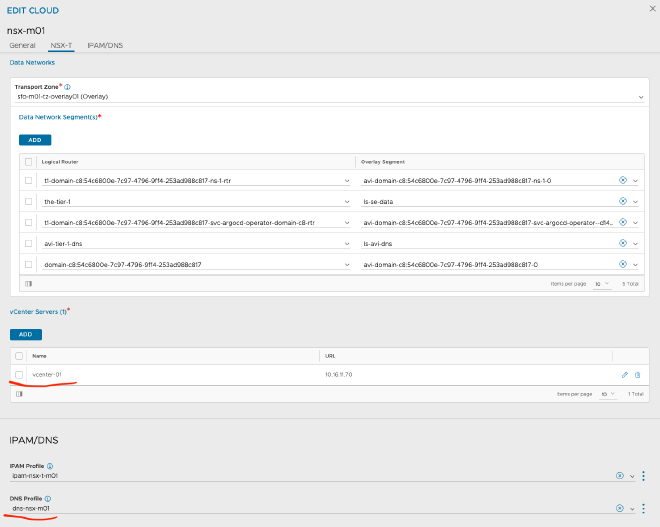 EDIT CLOUD
nsx-m01
General NSX-T IPAM/DNS
Data Networks
Transport Zone*
sfo-m01-tz-overlay01 (Overlay)
Data Network Segment(s)*
ADD
Logical Router Overlay Segment
t1-domain-c8:54c6800e-7c97-4796-9ff4-253ad988c817-ns-1-rtr avi-domain-c8:54c6800e-7c97-4796-9ff4-253ad988c817-ns-1-0
the-tier-1 ls-se-data
t1-domain-c8:54c6800e-7c97-4796-9ff4-253ad988c817-svc-argocd-operator-domain-c8-rtr avi-domain-c8:54c6800e-7c97-4796-9ff4-253ad988c817-svc-argocd-operator--d14...
avi-tier-1-dns ls-avi-dns
domain-c8:54c6800e-7c97-4796-9ff4-253ad988c817 avi-domain-c8:54c6800e-7c97-4796-9ff4-253ad988c817-0
Items per page 10 5 Total
vCenter Servers (1)*
ADD
Name URL
vcenter-01 10.16.11.70
Items per page 10 1 Total
IPAM/DNS
IPAM Profile
ipam-nsx-t-m01
DNS Profile
dns-nsx-m01